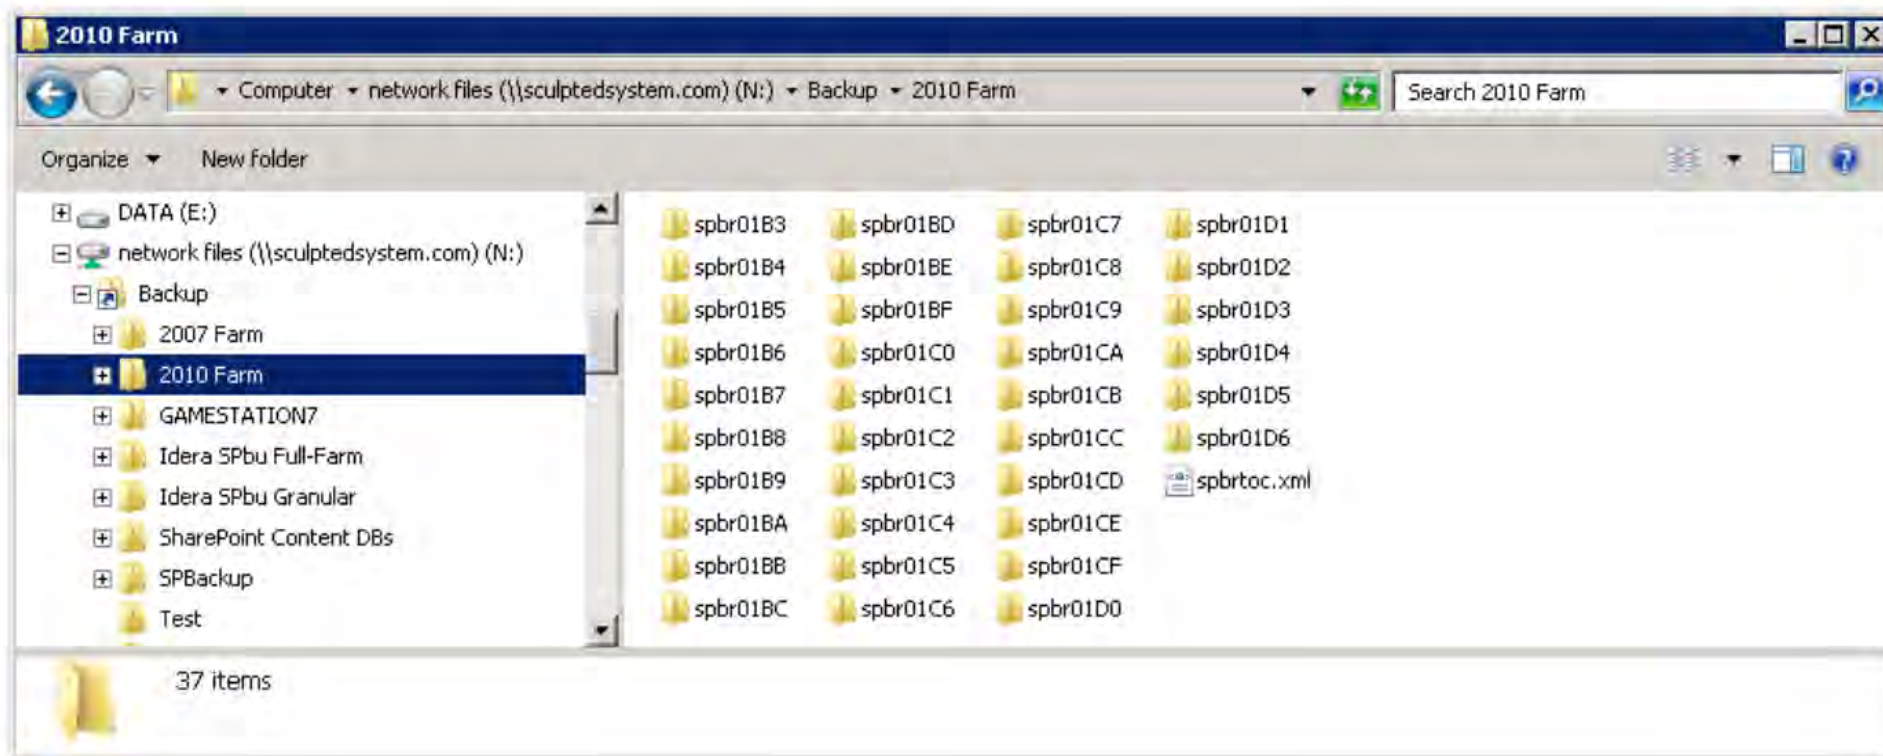 2010 Farm
Computer network files (\\sculptedsystem.com) (N:) Backup 2010 Farm Search 2010 Farm
Organize New folder
DATA (E:)
network files (\\sculptedsystem.com) (N:)
Backup
2007 Farm
2010 Farm
GAMESTATION7
Idera SPbu Full-Farm
Idera SPbu Granular
SharePoint Content DBs
SPBackup
Test
spbr01B3 spbr01BD spbr01C7 spbr01D1
spbr01B4 spbr01BE spbr01C8 spbr01D2
spbr01B5 spbr01BF spbr01C9 spbr01D3
spbr01B6 spbr01C0 spbr01CA spbr01D4
spbr01B7 spbr01C1 spbr01CB spbr01D5
spbr01B8 spbr01C2 spbr01CC spbr01D6
spbr01B9 spbr01C3 spbr01CD spbrtoc.xml
spbr01BA spbr01C4 spbr01CE
spbr01BB spbr01C5 spbr01CF
spbr01BC spbr01C6 spbr01D0
37 items